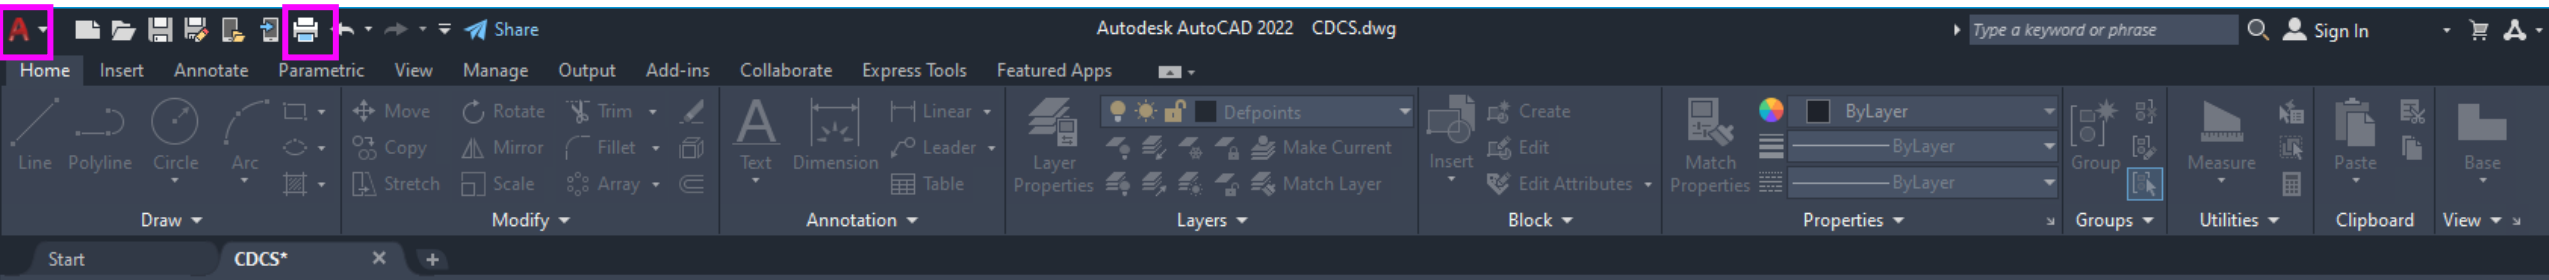 A Share Autodesk AutoCAD 2022 CDCS.dwg Type a keyword or phrase Sign In
Home Insert Annotate Parametric View Manage Output Add-ins Collaborate Express Tools Featured Apps
Line Polyline Circle Arc
Draw
Move Rotate Trim
Copy Mirror Fillet
Stretch Scale Array
Modify
Text Dimension
Linear
Leader
Table
Annotation
Layer
Properties
Defpoints
Make Current
Match Layer
Layers
Insert
Create
Edit
Edit Attributes
Block
Match
Properties
ByLayer
ByLayer
ByLayer
Properties
Group
Groups
Measure
Utilities
Paste
Clipboard
Base
View
Start CDCS*